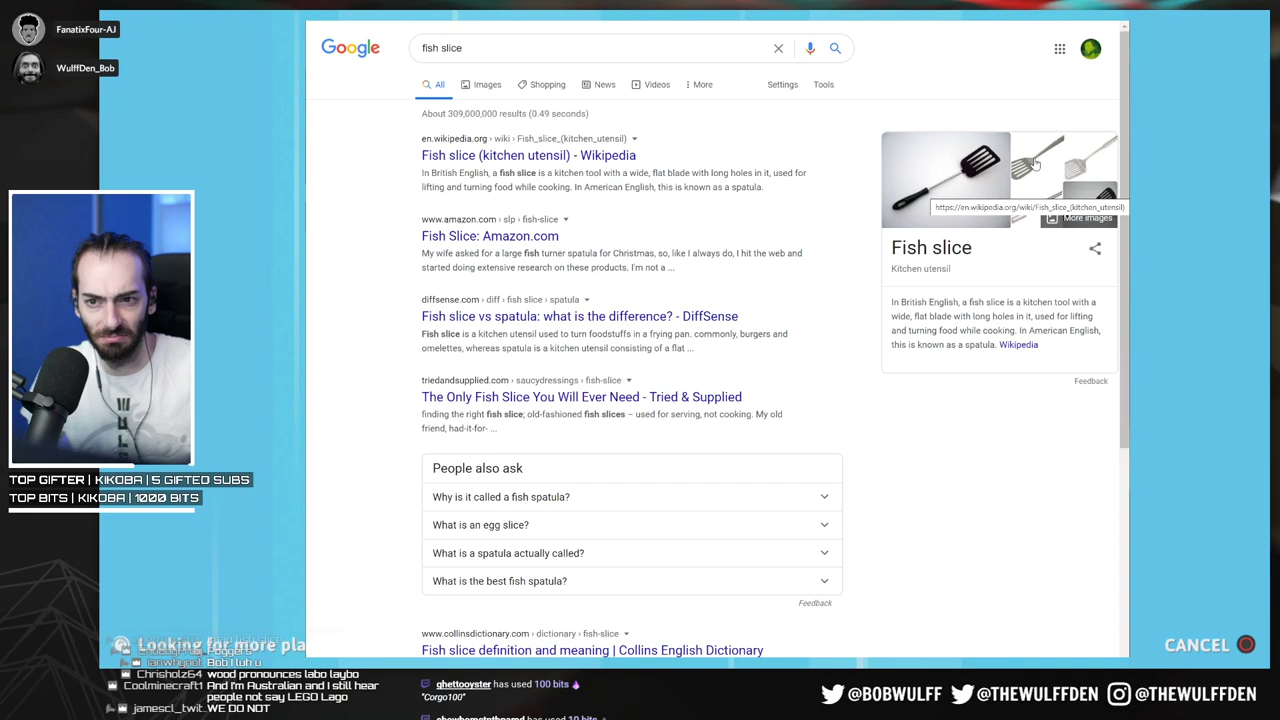 FanatixFour-AJ
WulffDen_Bob
Google
fish slice
All
Images
Shopping
News
Videos
More
Settings
Tools
About 309,000,000 results (0.49 seconds)
en.wikipedia.org › wiki › Fish_slice_(kitchen_utensil)
Fish slice (kitchen utensil) - Wikipedia
In British English, a fish slice is a kitchen tool with a wide, flat blade with long holes in it, used for
lifting and turning food while cooking. In American English, this is known as a spatula.
www.amazon.com › slp › fish-slice
Fish Slice: Amazon.com
My wife asked for a large fish turner spatula for Christmas, so, like I always do, I hit the web and
started doing extensive research on these products. I'm not a ...
diffsense.com › diff › fish slice › spatula
Fish slice vs spatula: what is the difference? - DiffSense
Fish slice is a kitchen utensil used to turn foodstuffs in a frying pan. commonly, burgers and
omelettes, whereas spatula is a kitchen utensil consisting of a flat ...
triedandsupplied.com › saucydressings › fish-slice
The Only Fish Slice You Will Ever Need - Tried & Supplied
finding the right fish slice; old-fashioned fish slices – used for serving, not cooking. My old
friend, had-it-for- ...
People also ask
Why is it called a fish spatula?
What is an egg slice?
What is a spatula actually called?
What is the best fish spatula?
Feedback
www.collinsdictionary.com › dictionary › fish-slice
Fish slice definition and meaning | Collins English Dictionary
https://en.wikipedia.org/wiki/Fish_slice_(kitchen_utensil)
More images
Fish slice
Kitchen utensil
In British English, a fish slice is a kitchen tool with a
wide, flat blade with long holes in it, used for lifting
and turning food while cooking. In American English,
this is known as a spatula. Wikipedia
Feedback
TOP GIFTER | KIKOBA | 5 GIFTED SUBS
TOP BITS | KIKOBA | 1000 BITS
Looking for more pla
Poggers
ianwhynot Bob I luh u
Chrisholz64 wood pronounces labo laybo
Coolminecraft1 And I'm Australian and I still hear
people not say LEGO Lago
jamescl_twit WE DO NOT
ghettooyster has used 100 bits
"Corgo100"
has used 10 bits
CANCEL
@BOBWULFF
@THEWULFFDEN
@THEWULFFDEN